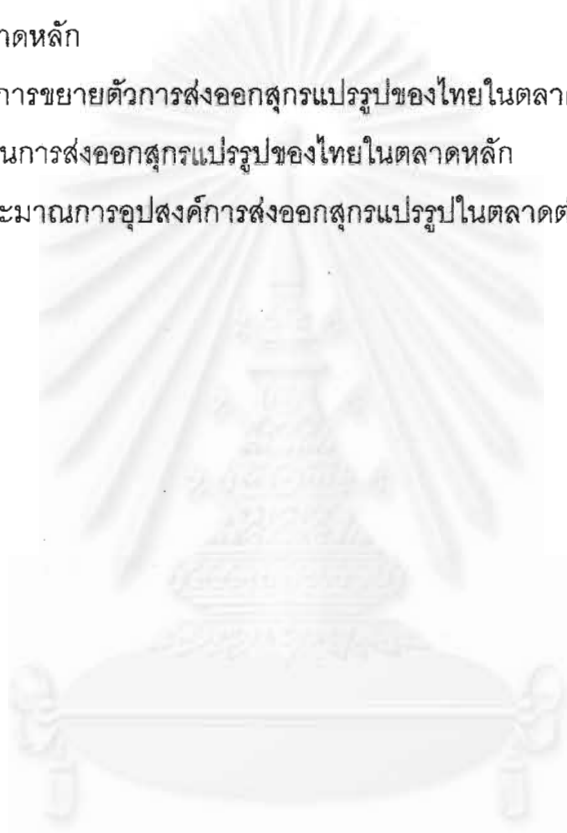 าดหลัก
การขยายตัวการส่งออกสุกรแปรรูปของไทยในตลา
นการส่งออกสุกรแปรรูปของไทยในตลาดหลัก
ะมาณการอุปสงค์การส่งออกสุกรแปรรูปในตลาดต่